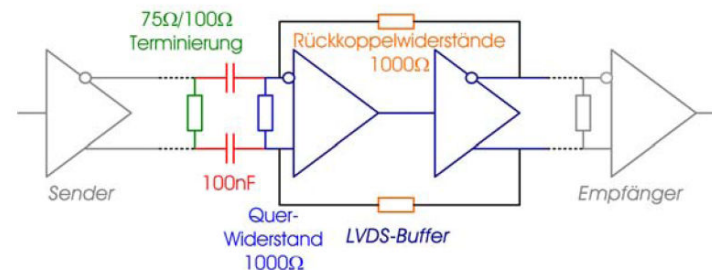 75Ω/100Ω
Terminierung
Rückkoppelwiderstände
1000Ω
Sender
100nF
Quer-
Widerstand
1000Ω
LVDS-Buffer
Empfänger